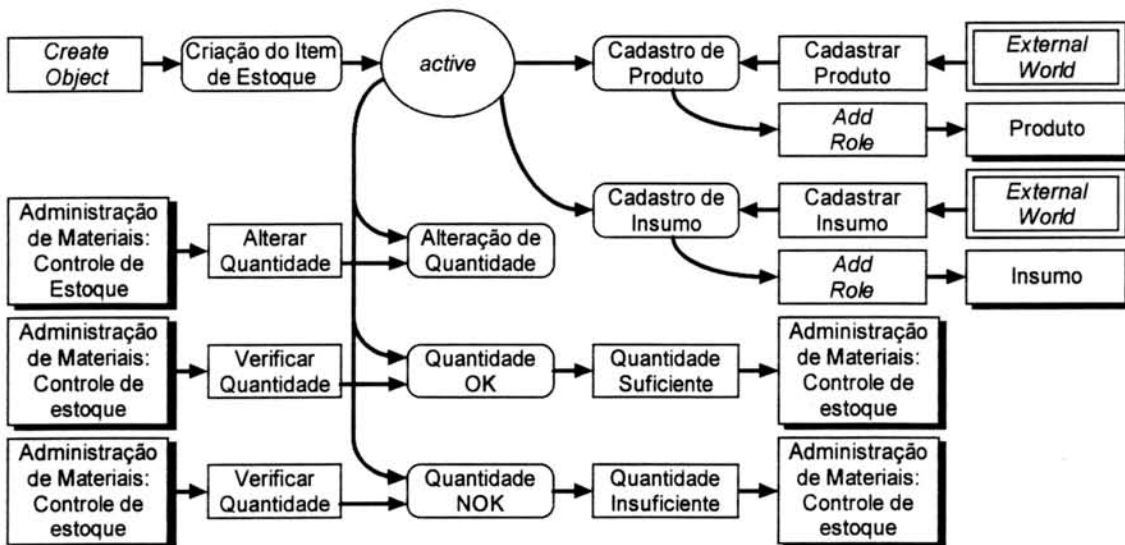 Create
Object
Criação do Item
de Estoque
active
Cadastro de
Produto
Cadastrar
Produto
External
World
Add
Role
Produto
Cadastro de
Insumo
Cadastrar
Insumo
External
World
Add
Role
Insumo
Administração
de Materiais:
Controle de
Estoque
Alterar
Quantidade
Alteração de
Quantidade
Administração
de Materiais:
Controle de
estoque
Verificar
Quantidade
Quantidade
OK
Quantidade
Suficiente
Administração
de Materiais:
Controle de
estoque
Administração
de Materiais:
Controle de
estoque
Verificar
Quantidade
Quantidade
NOK
Quantidade
Insuficiente
Administração
de Materiais:
Controle de
estoque